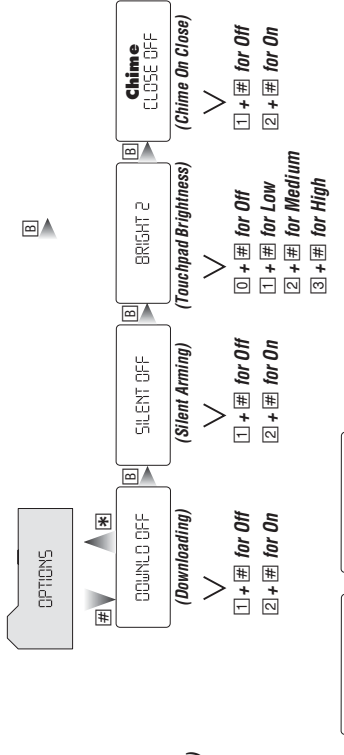 B
OPTIONS
# *
DOWNLD OFF B SILENT OFF B BRIGHT 2 B Chime
CLOSE OFF
(Downloading) (Silent Arming) (Touchpad Brightness) (Chime On Close)
1 + # for Off
2 + # for On
1 + # for Off
2 + # for On
0 + # for Off
1 + # for Low
2 + # for Medium
3 + # for High
1 + # for Off
2 + # for On
)